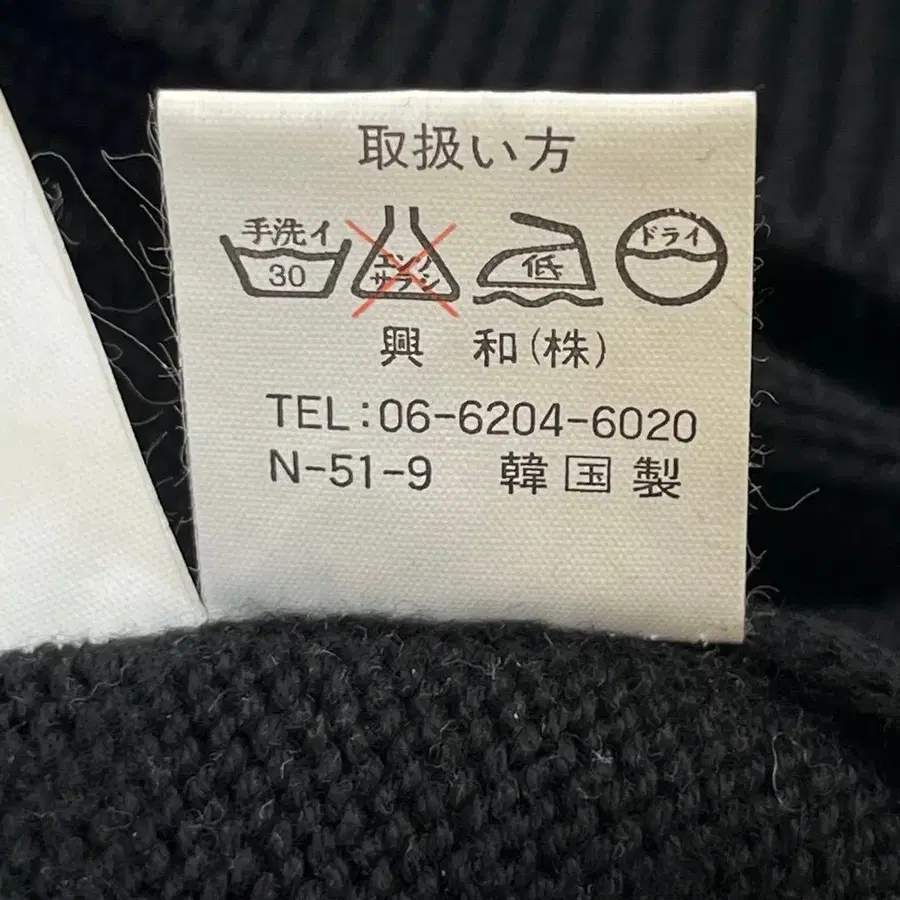 取扱い方
手洗イ エンソ 低 ドライ
30 サラシ
興 和(株)
TEL:06-6204-6020
N-51-9 韓国製